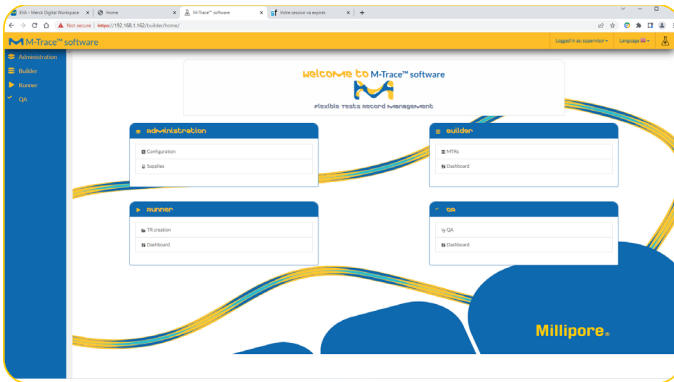 EVA - Merck Digital Workspace
Home
M-Trace™ software
Votre session va expirer
Not secure | https://192.168.1.162/builder/home/
M-Trace™ software
Logged in as: supervisor
Language
Administration
Builder
Runner
QA
Welcome to M-Trace™ software
Flexible Tests Record Management
Administration
Configuration
Supplies
Builder
MTRs
Dashboard
Runner
TR creation
Dashboard
QA
QA
Dashboard
Millipore®